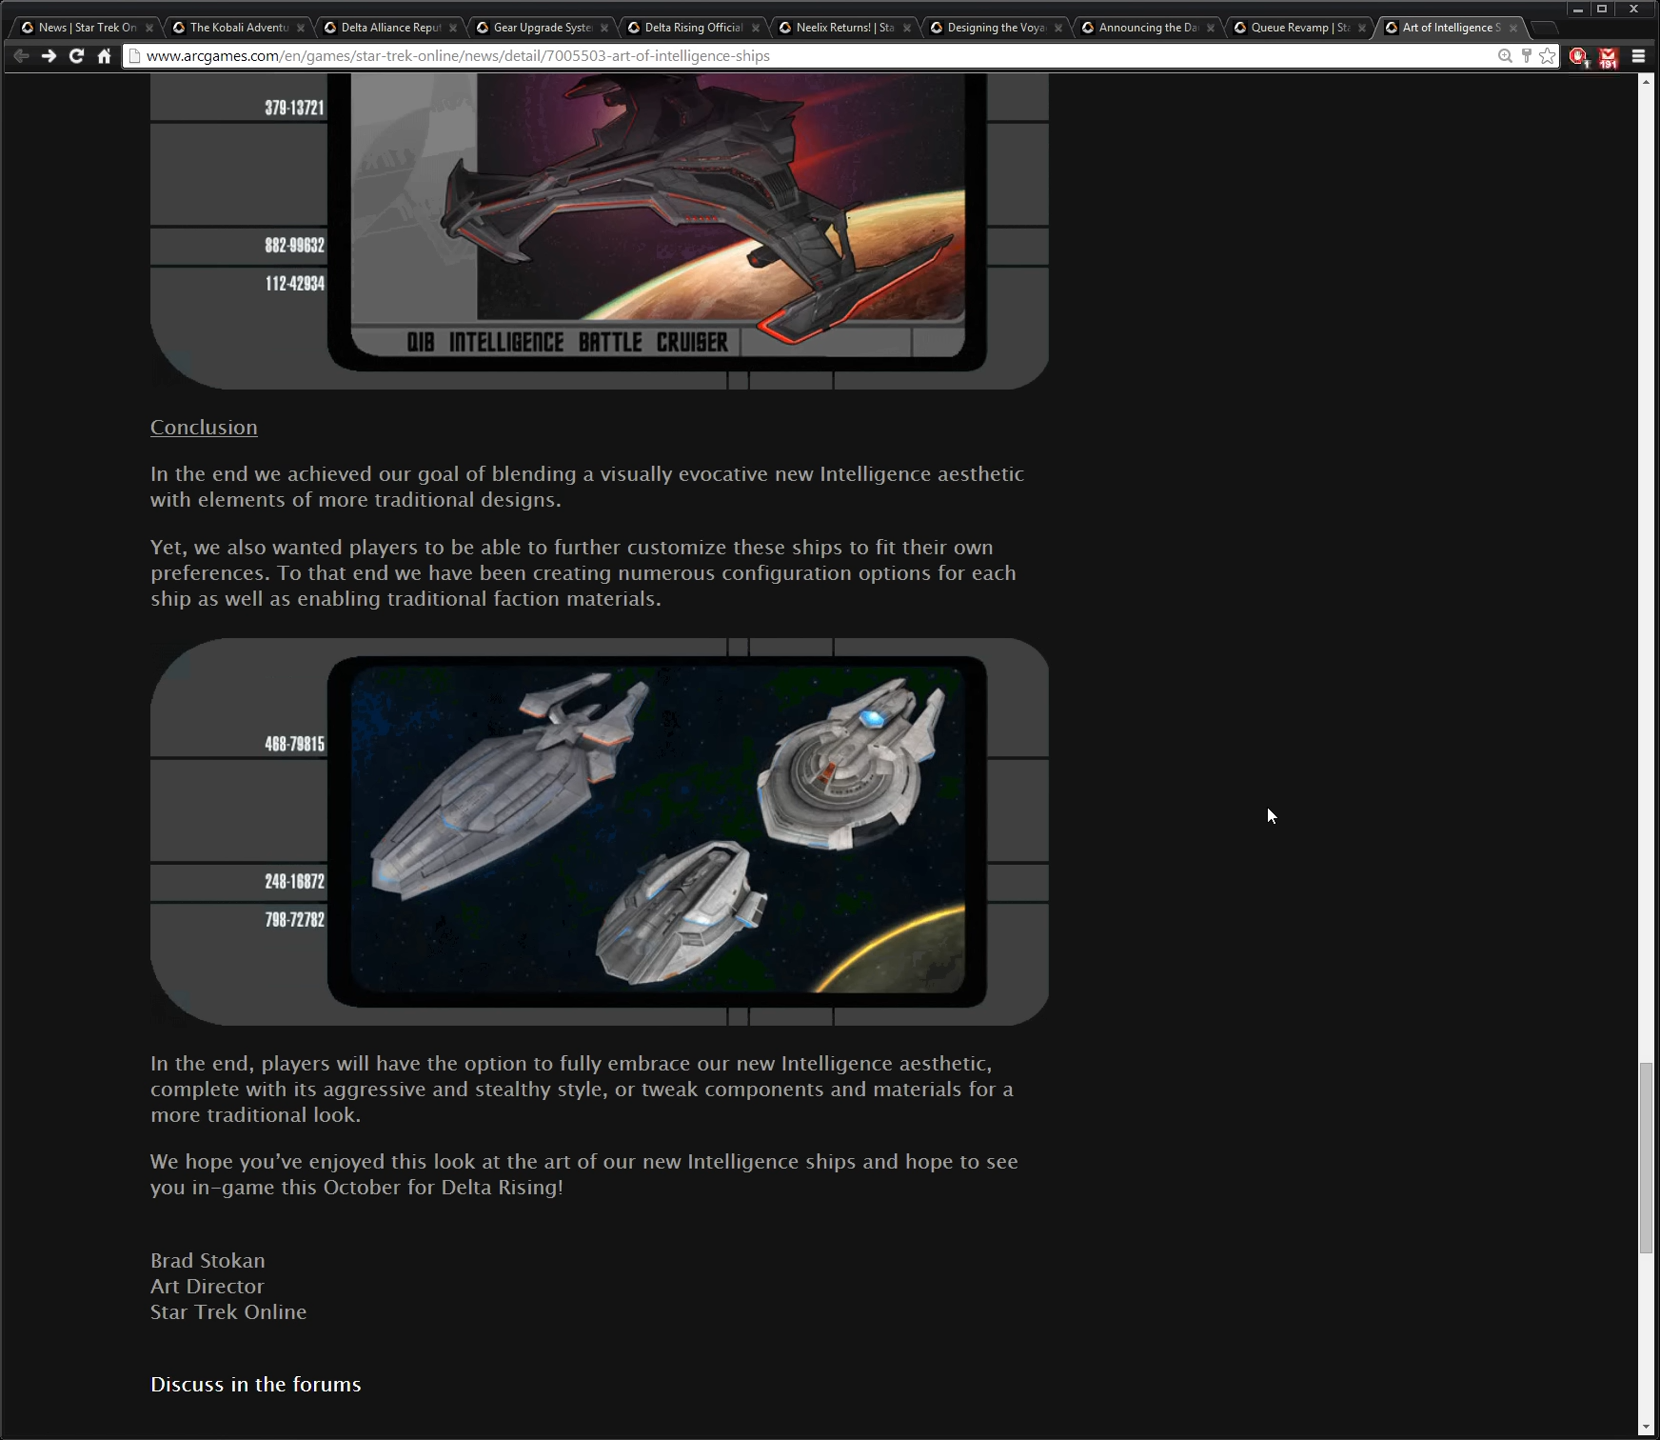 News | Star Trek On
The Kobali Adventu
Delta Alliance Reput
Gear Upgrade Syste
Delta Rising Official
Neelix Returns! | Sta
Designing the Voya
Announcing the Da
Queue Revamp | St
Art of Intelligence S
www.arcgames.com/en/games/star-trek-online/news/detail/7005503-art-of-intelligence-ships
1
191
379-13721
882-99632
112-42934
QIB INTELLIGENCE BATTLE CRUISER
Conclusion
In the end we achieved our goal of blending a visually evocative new Intelligence aesthetic
with elements of more traditional designs.
Yet, we also wanted players to be able to further customize these ships to fit their own
preferences. To that end we have been creating numerous configuration options for each
ship as well as enabling traditional faction materials.
468-79815
248-16872
798-72782
In the end, players will have the option to fully embrace our new Intelligence aesthetic,
complete with its aggressive and stealthy style, or tweak components and materials for a
more traditional look.
We hope you’ve enjoyed this look at the art of our new Intelligence ships and hope to see
you in-game this October for Delta Rising!
Brad Stokan
Art Director
Star Trek Online
Discuss in the forums